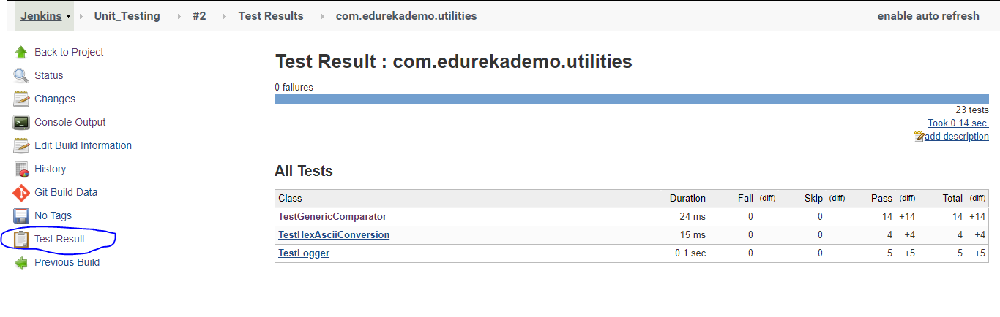 Jenkins Unit_Testing #2 Test Results com.edurekademo.utilities enable auto refresh
Back to Project
Status
Changes
Console Output
Edit Build Information
History
Git Build Data
No Tags
Test Result
Previous Build
Test Result : com.edurekademo.utilities
0 failures
23 tests
Took 0.14 sec.
add description
All Tests
Class Duration Fail (diff) Skip (diff) Pass (diff) Total (diff)
TestGenericComparator 24 ms 0 0 14 +14 14 +14
TestHexAsciiConversion 15 ms 0 0 4 +4 4 +4
TestLogger 0.1 sec 0 0 5 +5 5 +5